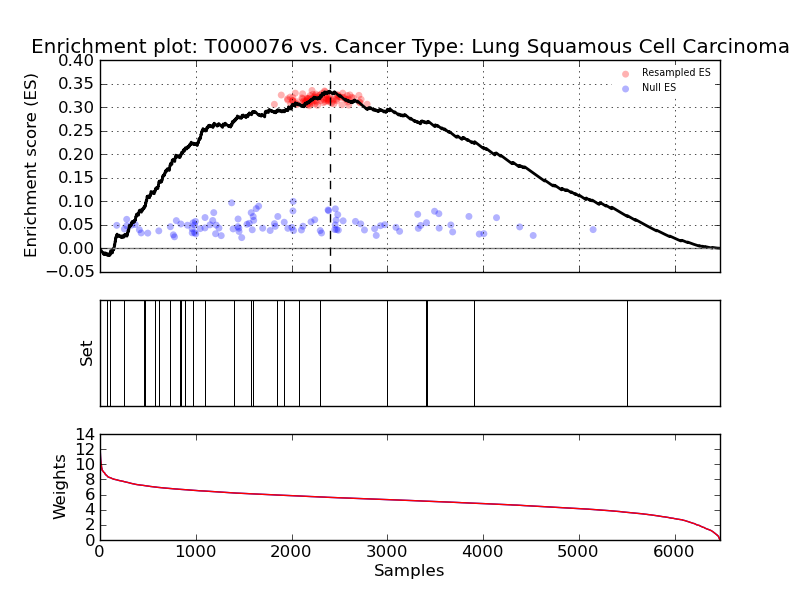 Enrichment plot: T000076 vs. Cancer Type: Lung Squamous Cell Carcinoma
0.40
0.35
0.30
0.25
0.20
0.15
0.10
0.05
0.00
−0.05
Enrichment score (ES)
Resampled ES
Null ES
Set
14
12
10
8
6
4
2
0
Weights
0 1000 2000 3000 4000 5000 6000
Samples